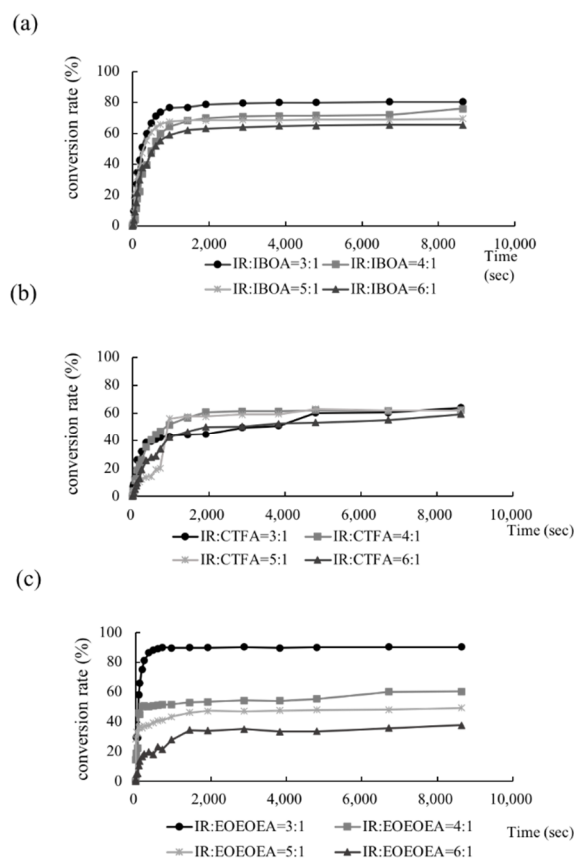 (a)
conversion rate (%)
100
80
60
40
20
0
0 2,000 4,000 6,000 8,000 10,000
Time
(sec)
IR:IBOA=3:1 IR:IBOA=4:1
IR:IBOA=5:1 IR:IBOA=6:1
(b)
conversion rate (%)
100
80
60
40
20
0
0 2,000 4,000 6,000 8,000 10,000
Time (sec)
IR:CTFA=3:1 IR:CTFA=4:1
IR:CTFA=5:1 IR:CTFA=6:1
(c)
conversion rate (%)
100
80
60
40
20
0
0 2,000 4,000 6,000 8,000 10,000
Time (sec)
IR:EOEOEA=3:1 IR:EOEOEA=4:1
IR:EOEOEA=5:1 IR:EOEOEA=6:1